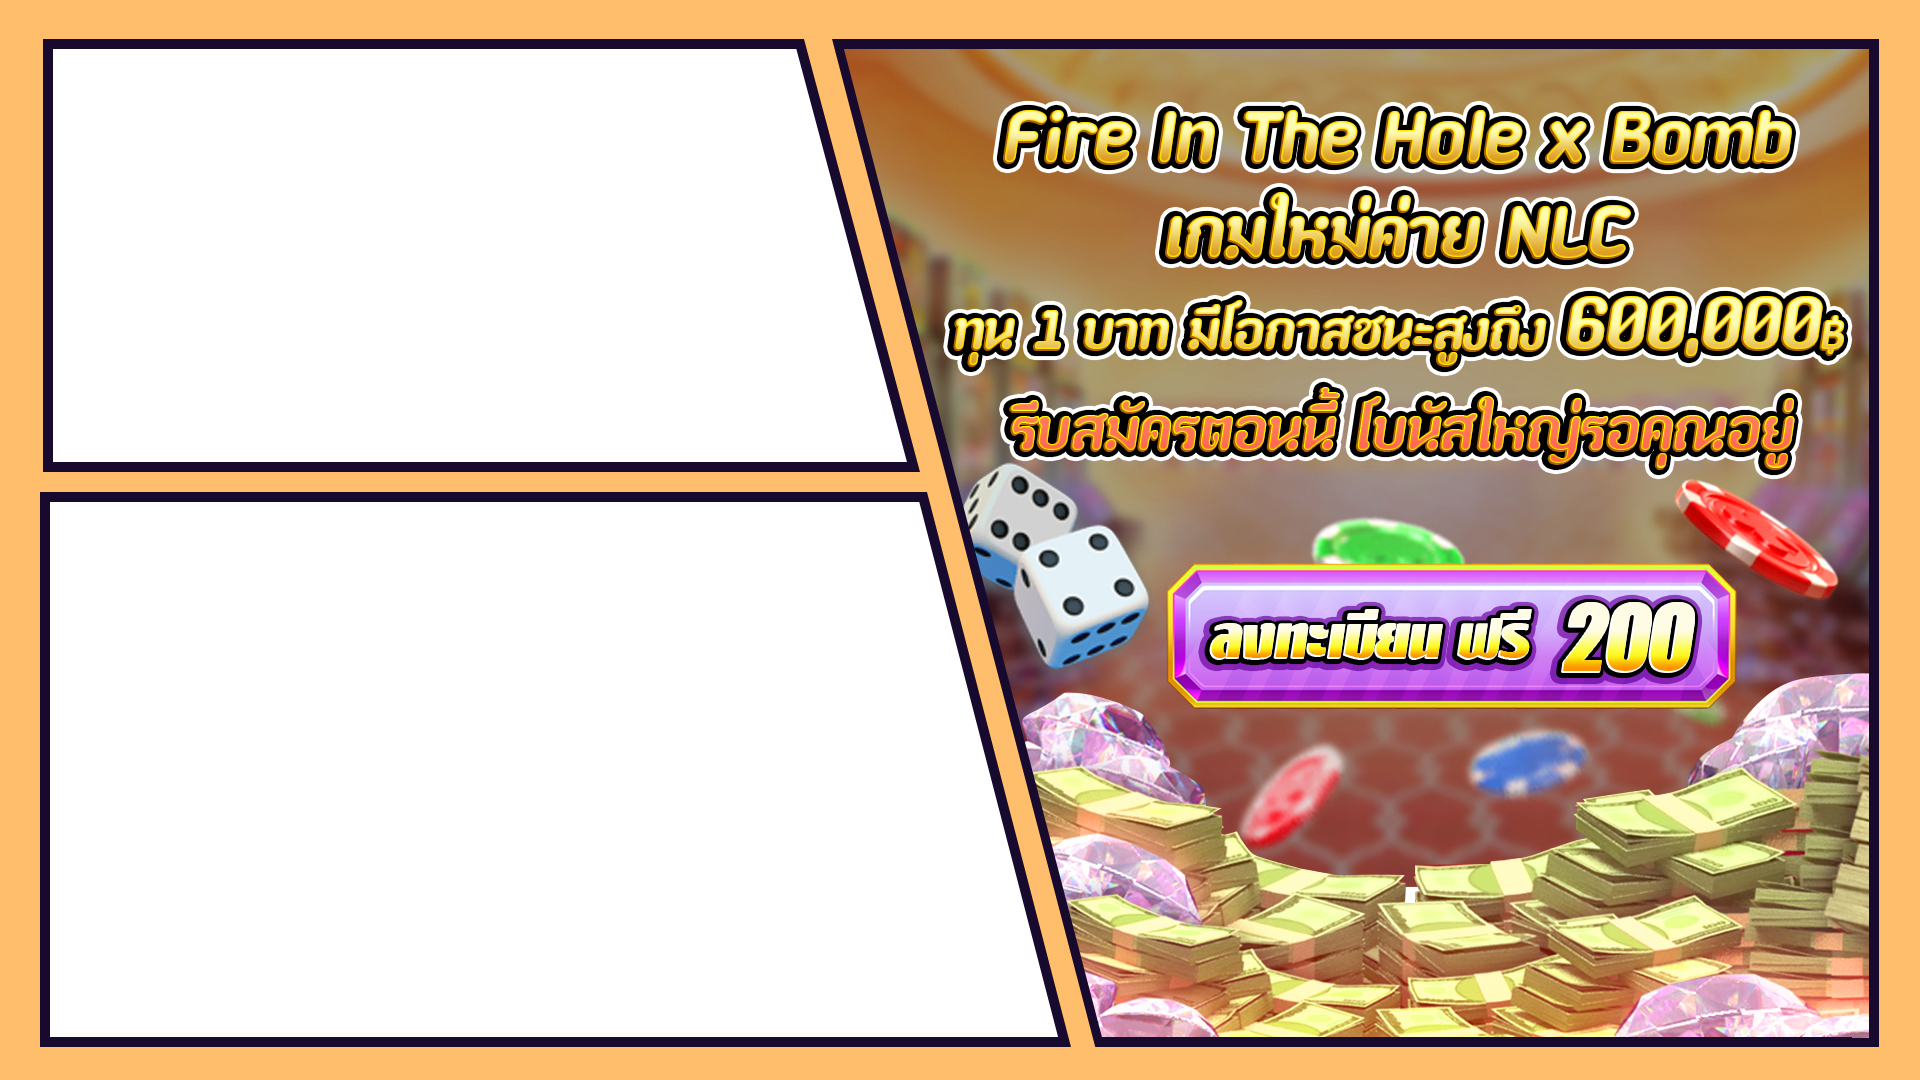 Fire In The Hole x Bomb
เกมใหม่ค่าย NLC
ทุน 1 บาท มีโอกาสชนะสูงถึง 600,000฿
รีบสมัครตอนนี้ โบนัสใหญ่รอคุณอยู่
ลงทะเบียน ฟรี 200